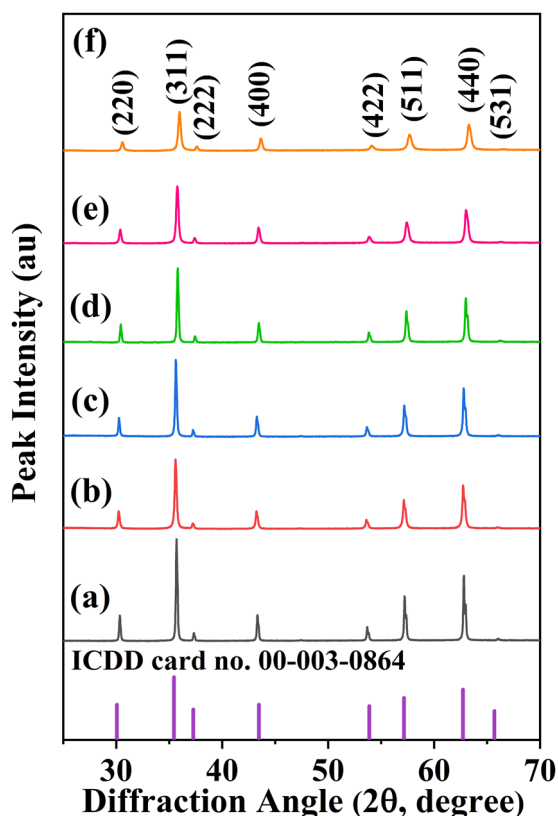 (f)
(220)
(311)
(222)
(400)
(422)
(511)
(440)
(531)
(e)
(d)
(c)
(b)
(a)
ICDD card no. 00-003-0864
Peak Intensity (au)
30 40 50 60 70
Diffraction Angle (2θ, degree)